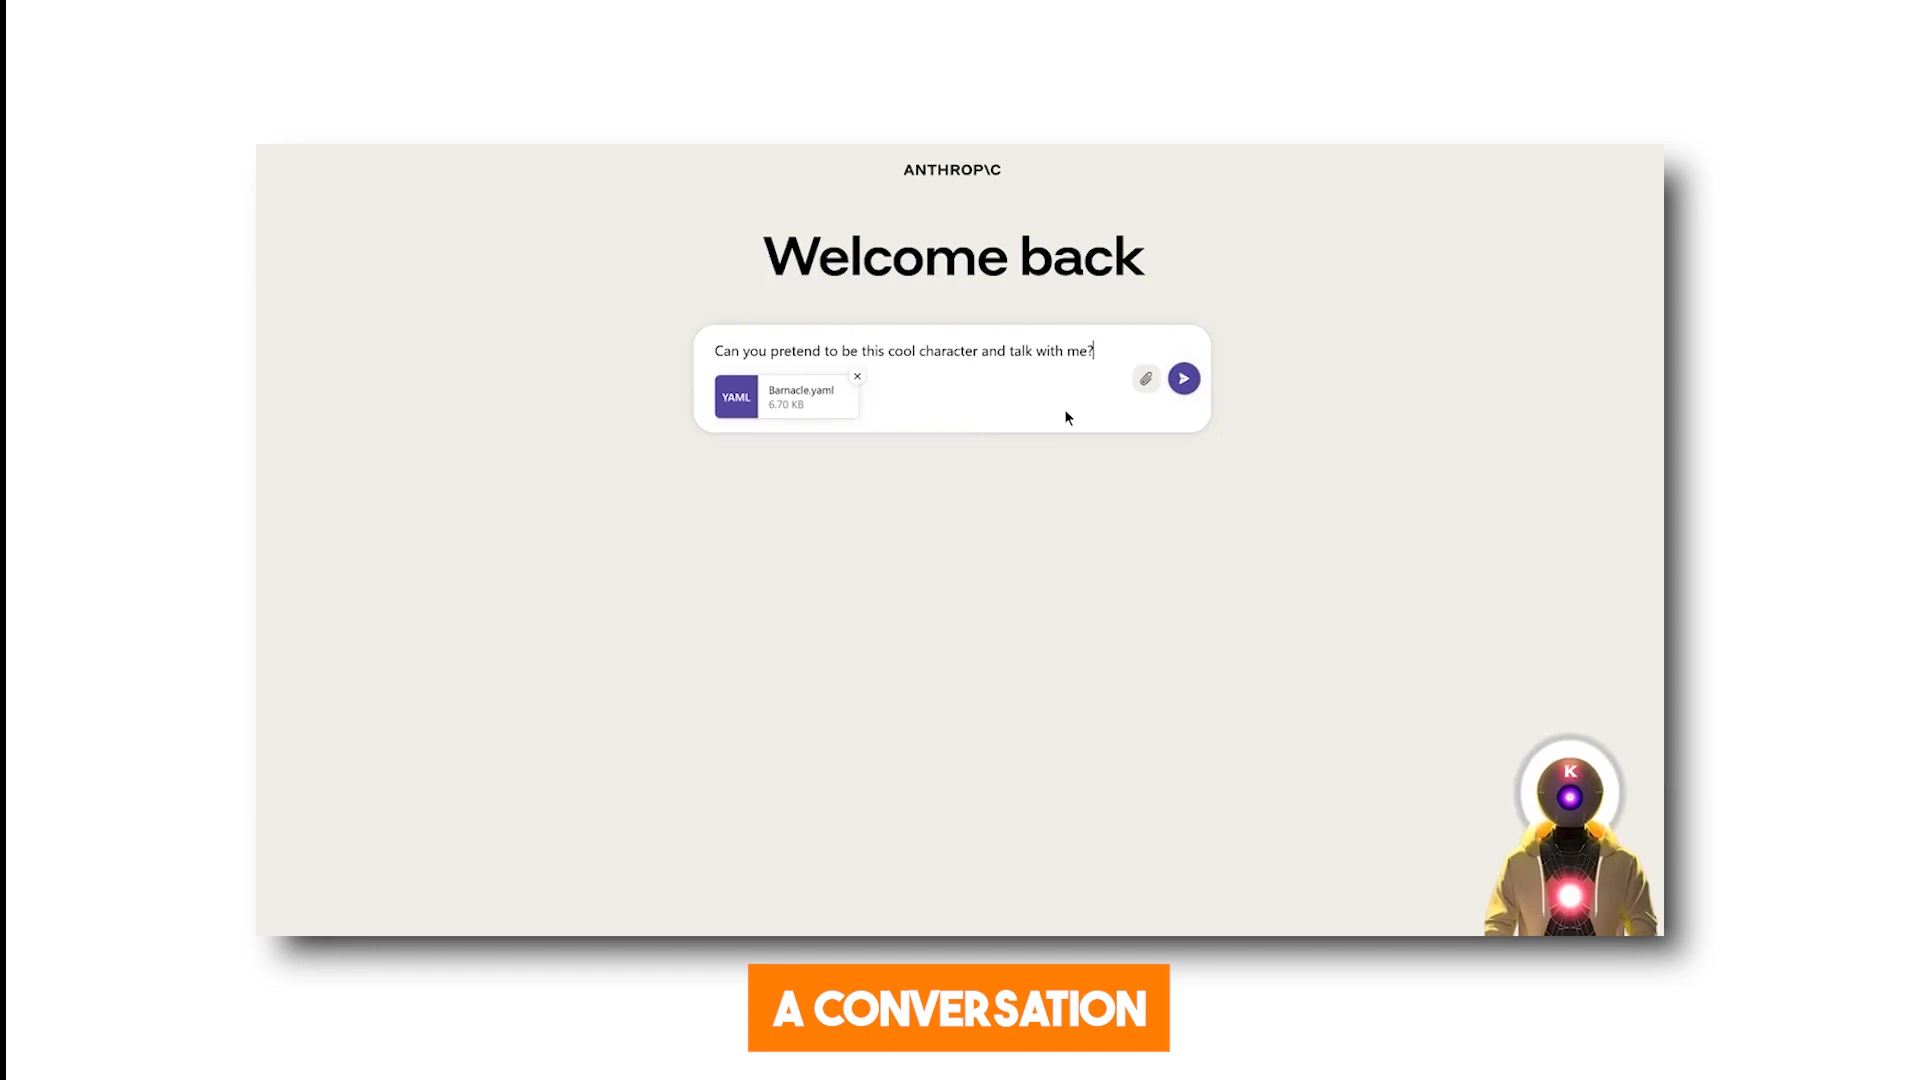 ANTHROP\C
Welcome back
Can you pretend to be this cool character and talk with me?
YAML
Barnacle.yaml
6.70 KB
K
A CONVERSATION